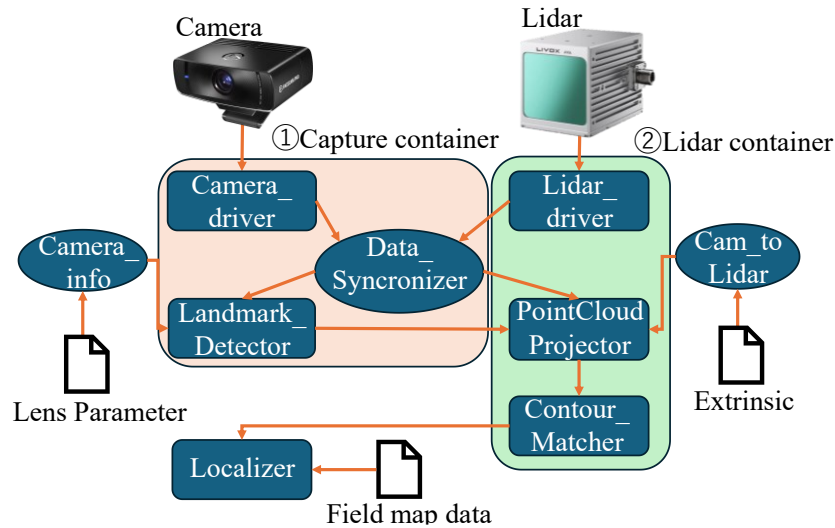 Camera
Lidar
LIVOX
①Capture container
②Lidar container
Camera_
driver
Lidar_
driver
Camera_
info
Data_
Syncronizer
Cam_to
Lidar
Landmark_
Detector
PointCloud
Projector
Lens Parameter
Extrinsic
Contour_
Matcher
Localizer
Field map data